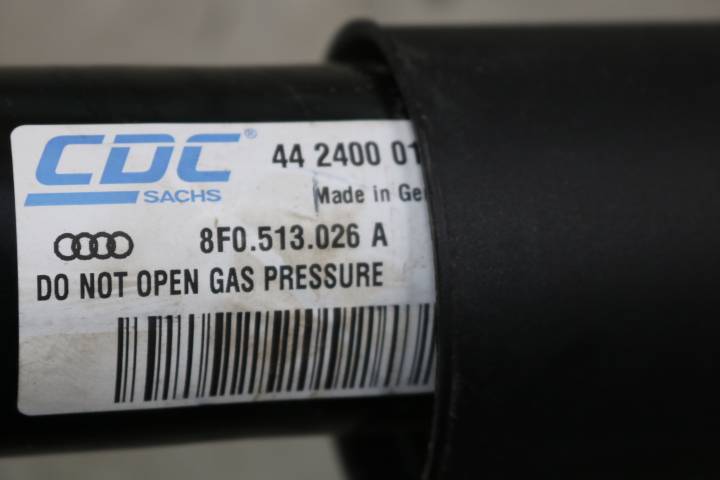 CDC®
SACHS
44 2400 01
Made in Ge
8F0.513.026 A
DO NOT OPEN GAS PRESSURE